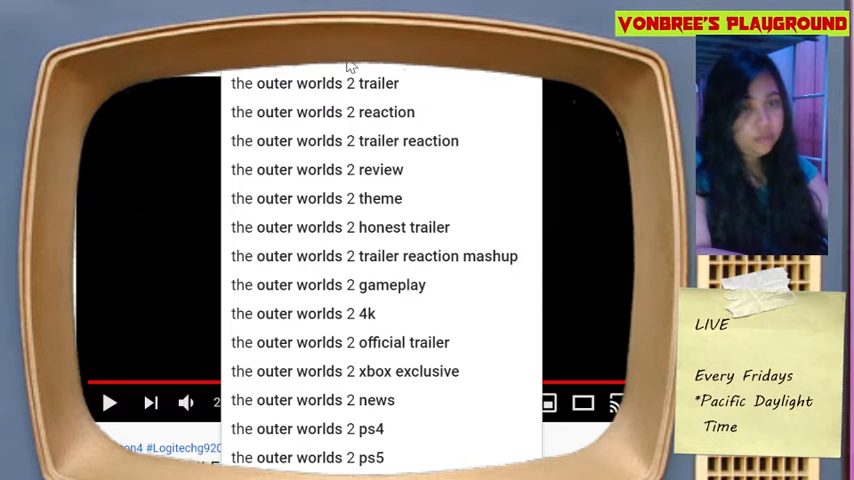 VONBREE'S PLAYGROUND
the outer worlds 2 trailer
the outer worlds 2 reaction
the outer worlds 2 trailer reaction
the outer worlds 2 review
the outer worlds 2 theme
the outer worlds 2 honest trailer
the outer worlds 2 trailer reaction mashup
the outer worlds 2 gameplay
the outer worlds 2 4k
the outer worlds 2 official trailer
the outer worlds 2 xbox exclusive
the outer worlds 2 news
the outer worlds 2 ps4
the outer worlds 2 ps5
#Logitechg920
LIVE
Every Fridays
*Pacific Daylight
Time